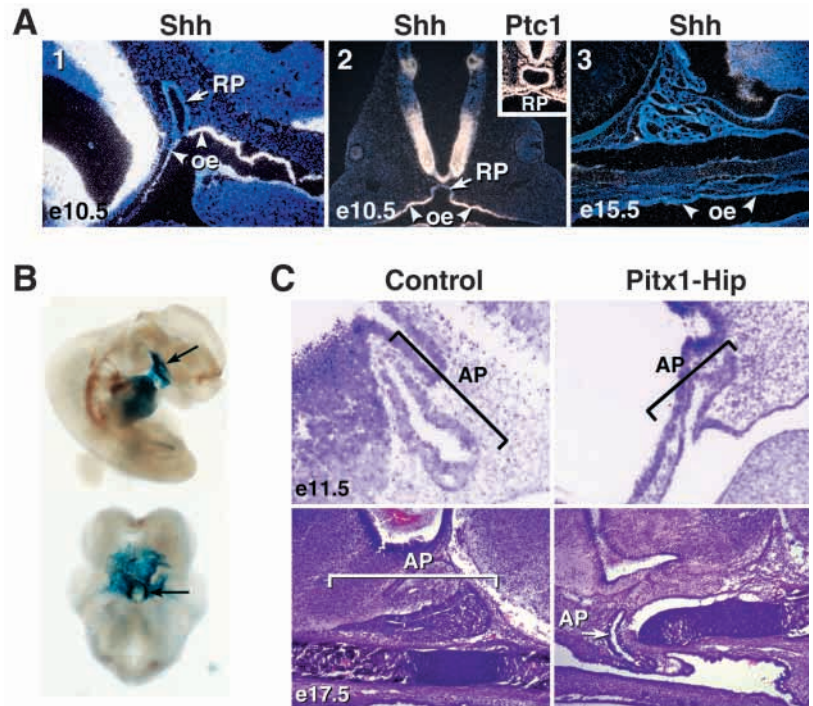 A
Shh
Shh
Ptc1
Shh
1
RP
oe
e10.5
2
RP
RP
oe
e10.5
3
oe
e15.5
B
C
Control
Pitx1-Hip
AP
e11.5
AP
AP
e17.5
AP